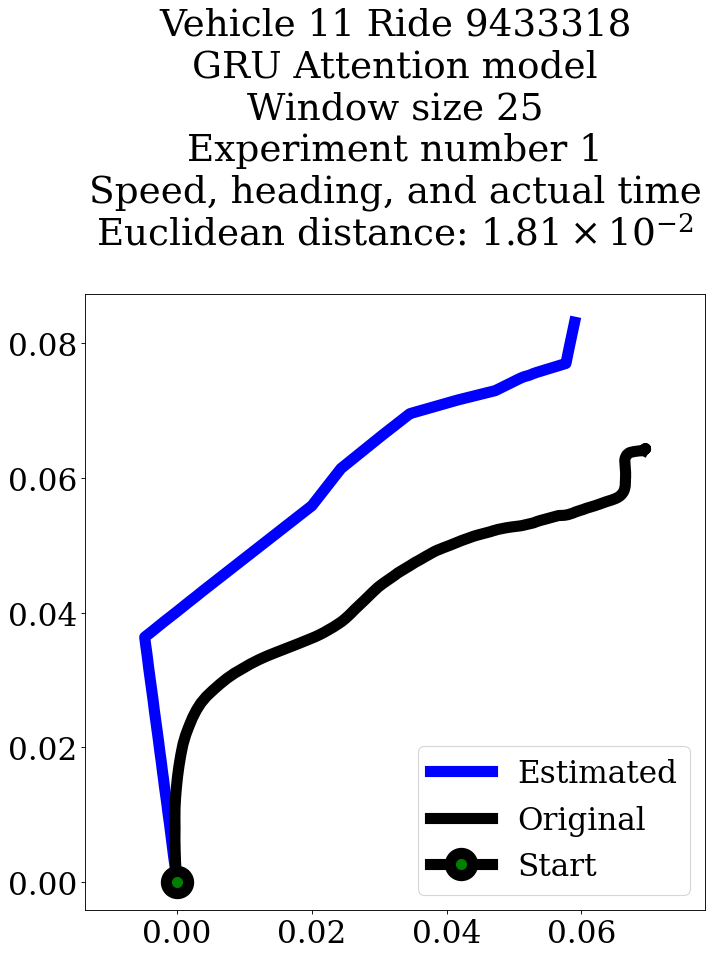 Vehicle 11 Ride 9433318
GRU Attention model
Window size 25
Experiment number 1
Speed, heading, and actual time
Euclidean distance: 1.81 × 10⁻²
0.08
0.06
0.04
0.02
0.00
Estimated
Original
Start
0.00 0.02 0.04 0.06